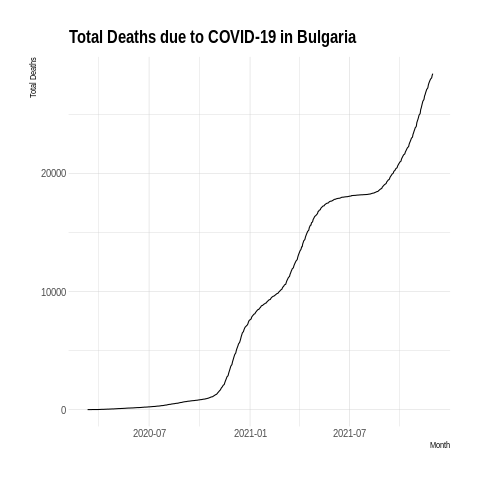 Total Deaths due to COVID-19 in Bulgaria
Total Deaths
20000
10000
0
2020-07
2021-01
2021-07
Month